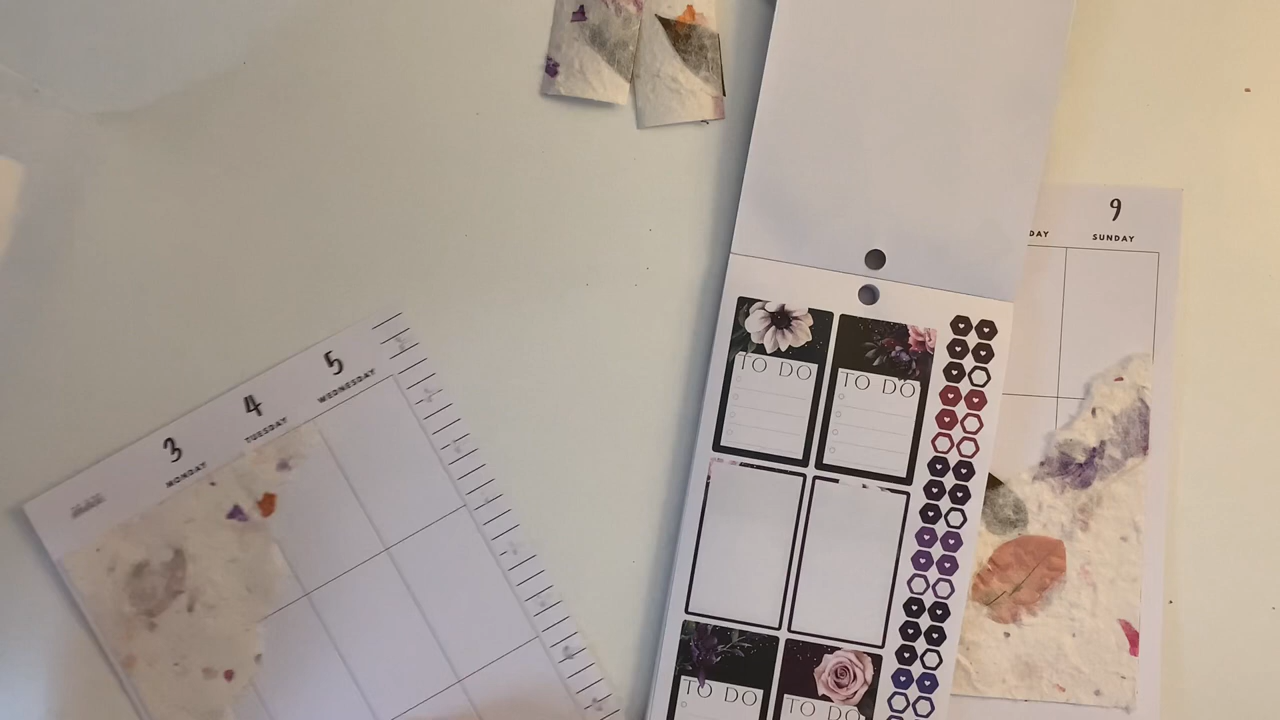 3 4 5
MONDAY TUESDAY WEDNESDAY
9
DAY SUNDAY
TO DO TO DO
TO DO TO DO